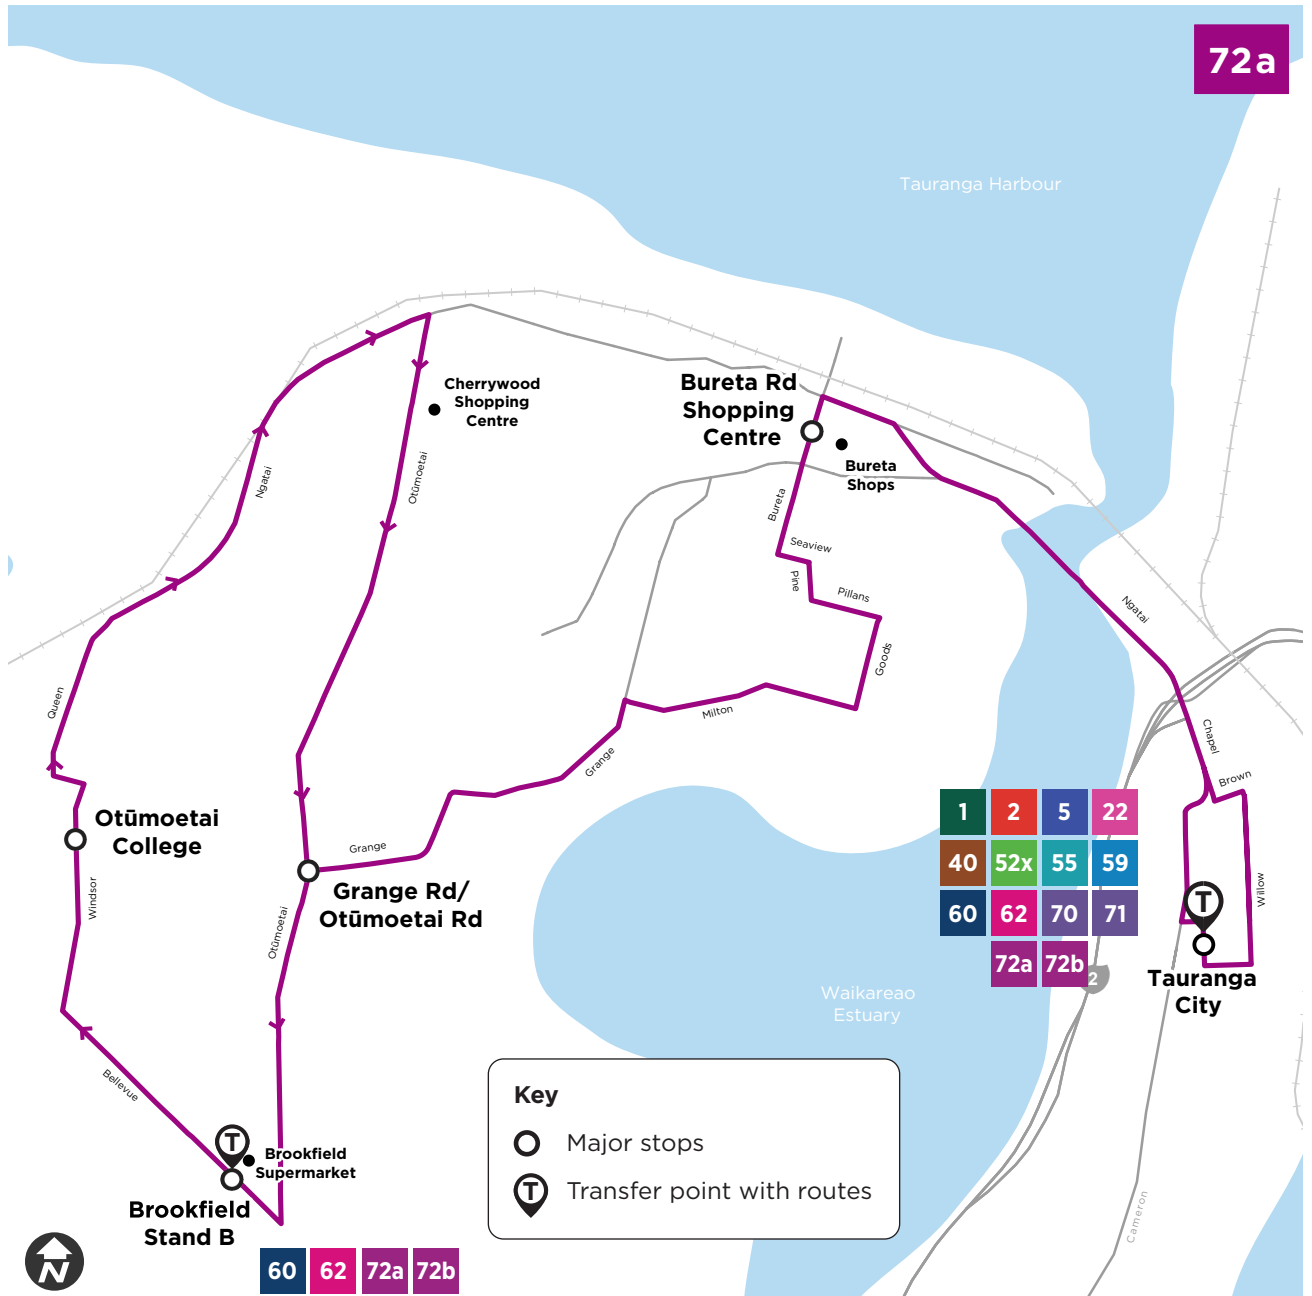 72a
Tauranga Harbour
Cherrywood
Shopping
Centre
Bureta Rd
Shopping
Centre
Bureta
Shops
Ngatai
Otūmoetai
Bureta
Seaview
Pine
Pillans
Goods
Ngatai
Queen
Milton
Grange
Chapel
Brown
Otūmoetai
College
Windsor
Grange
Grange Rd/
Otūmoetai Rd
Otūmoetai
1 2 5 22
40 52x 55 59
60 62 70 71
72a 72b
2
T
Willow
Tauranga
City
Waikareao
Estuary
Bellevue
T
Brookfield
Supermarket
Brookfield
Stand B
60 62 72a 72b
Key
Major stops
T Transfer point with routes
Cameron
N